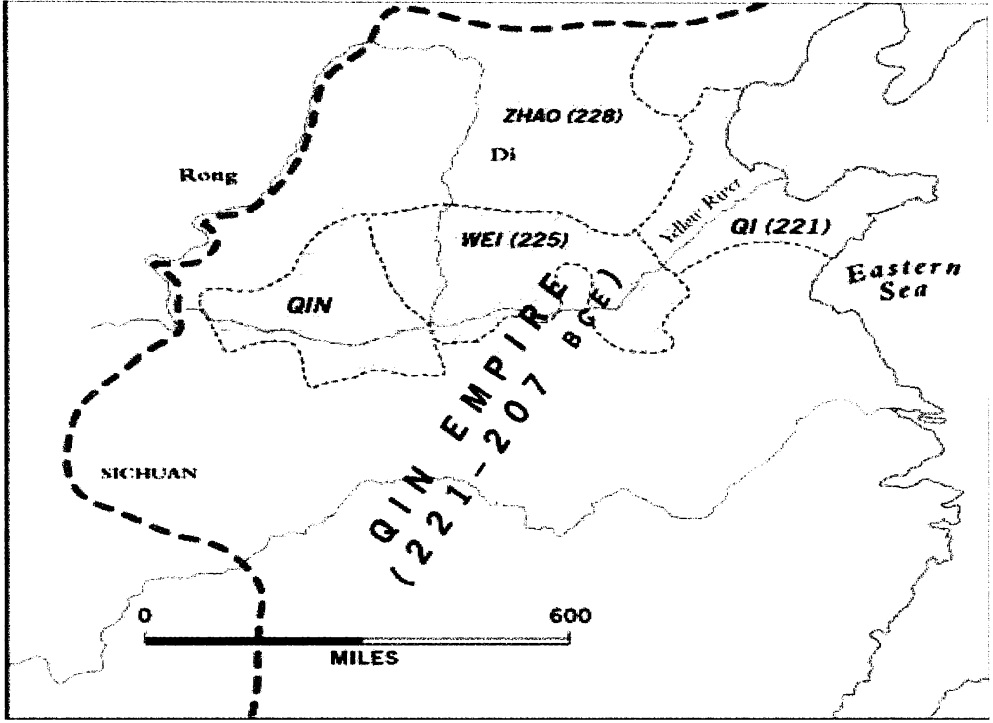 ZHAO (228)
Di
Rong
Yellow River
QI (221)
WEI (225)
Eastern
Sea
QIN
QIN EMPIRE
(221-207 BCE)
SICHUAN
0 600
MILES